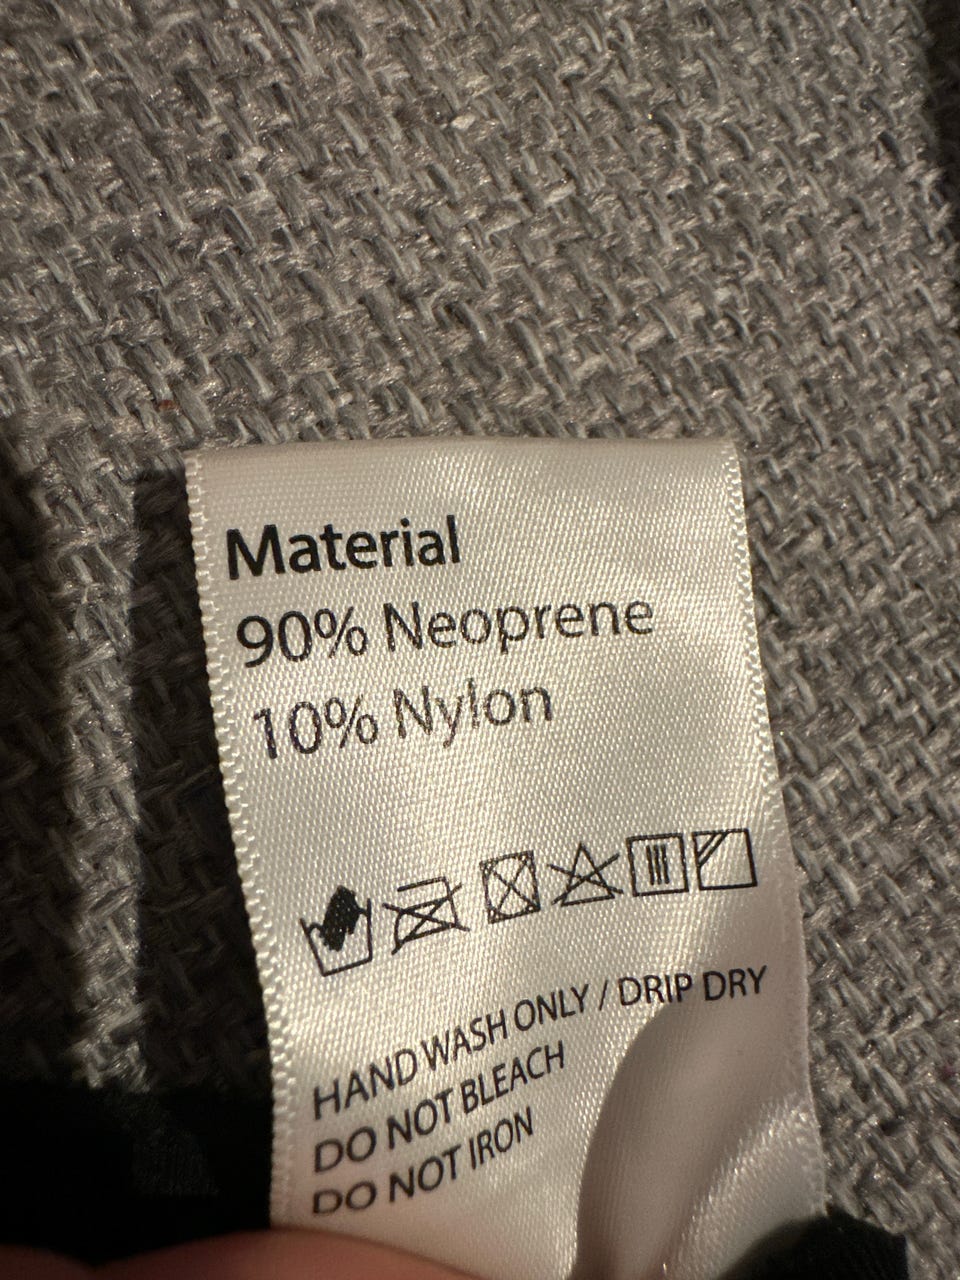 Material
90% Neoprene
10% Nylon
HAND WASH ONLY / DRIP DRY
DO NOT BLEACH
DO NOT IRON